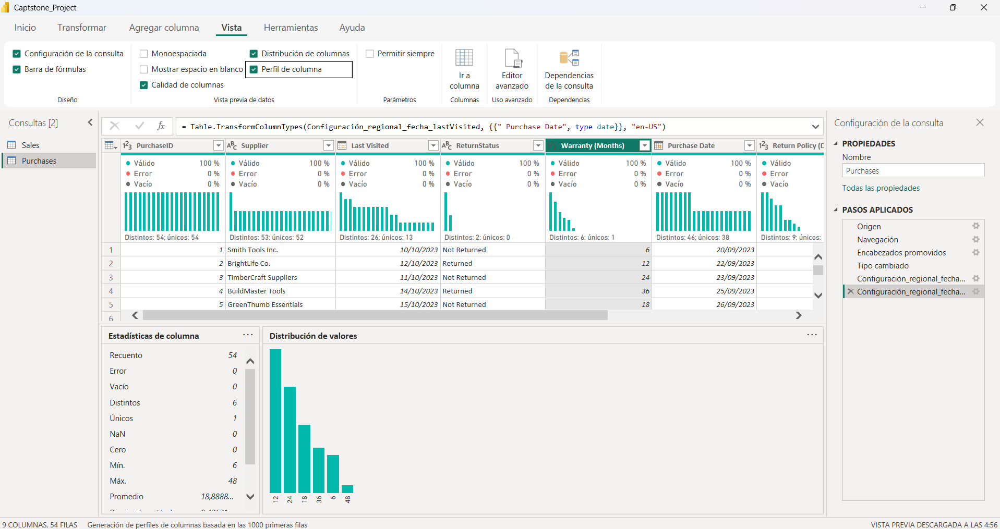 Captstone_Project
Inicio Transformar Agregar columna Vista Herramientas Ayuda
Configuración de la consulta
Barra de fórmulas
Diseño
Monoespaciada
Mostrar espacio en blanco
Calidad de columnas
Distribución de columnas
Perfil de columna
Vista previa de datos
Permitir siempre
Parámetros
Ir a
columna
Columnas
Editor
avanzado
Uso avanzado
Dependencias
de la consulta
Dependencias
Consultas [2]
Sales
Purchases
fx
= Table.TransformColumnTypes(Configuración_regional_fecha_lastVisited, {{" Purchase Date", type date}}, "en-US")
123 PurchaseID ABC Supplier Last Visited ABC ReturnStatus Warranty (Months) Purchase Date 123 Return Policy (D
Válido 100 % Válido 100 % Válido 100 % Válido 100 % Válido 100 % Válido 100 % Válido
Error 0 % Error 0 % Error 0 % Error 0 % Error 0 % Error 0 % Error
Vacío 0 % Vacío 0 % Vacío 0 % Vacío 0 % Vacío 0 % Vacío 0 % Vacío
Distintos: 54; únicos: 54 Distintos: 53; únicos: 52 Distintos: 26; únicos: 13 Distintos: 2; únicos: 0 Distintos: 6; únicos: 1 Distintos: 46; únicos: 38 Distintos: 9; únicos:
1 1 Smith Tools Inc. 10/10/2023 Not Returned 6 20/09/2023
2 2 BrightLife Co. 12/10/2023 Returned 12 22/09/2023
3 3 TimberCraft Suppliers 11/10/2023 Not Returned 24 23/09/2023
4 4 BuildMaster Tools 14/10/2023 Returned 36 25/09/2023
5 5 GreenThumb Essentials 15/10/2023 Not Returned 18 26/09/2023
6
Estadísticas de columna ...
Recuento 54
Error 0
Vacío 0
Distintos 6
Únicos 1
NaN 0
Cero 0
Mín. 6
Máx. 48
Promedio 18,8888...
Distribución de valores ...
12 24 18 36 6 48
Configuración de la consulta
PROPIEDADES
Nombre
Purchases
Todas las propiedades
PASOS APLICADOS
Origen
Navegación
Encabezados promovidos
Tipo cambiado
Configuración_regional_fecha...
Configuración_regional_fecha...
9 COLUMNAS, 54 FILAS Generación de perfiles de columnas basada en las 1000 primeras filas VISTA PREVIA DESCARGADA A LAS 4:56